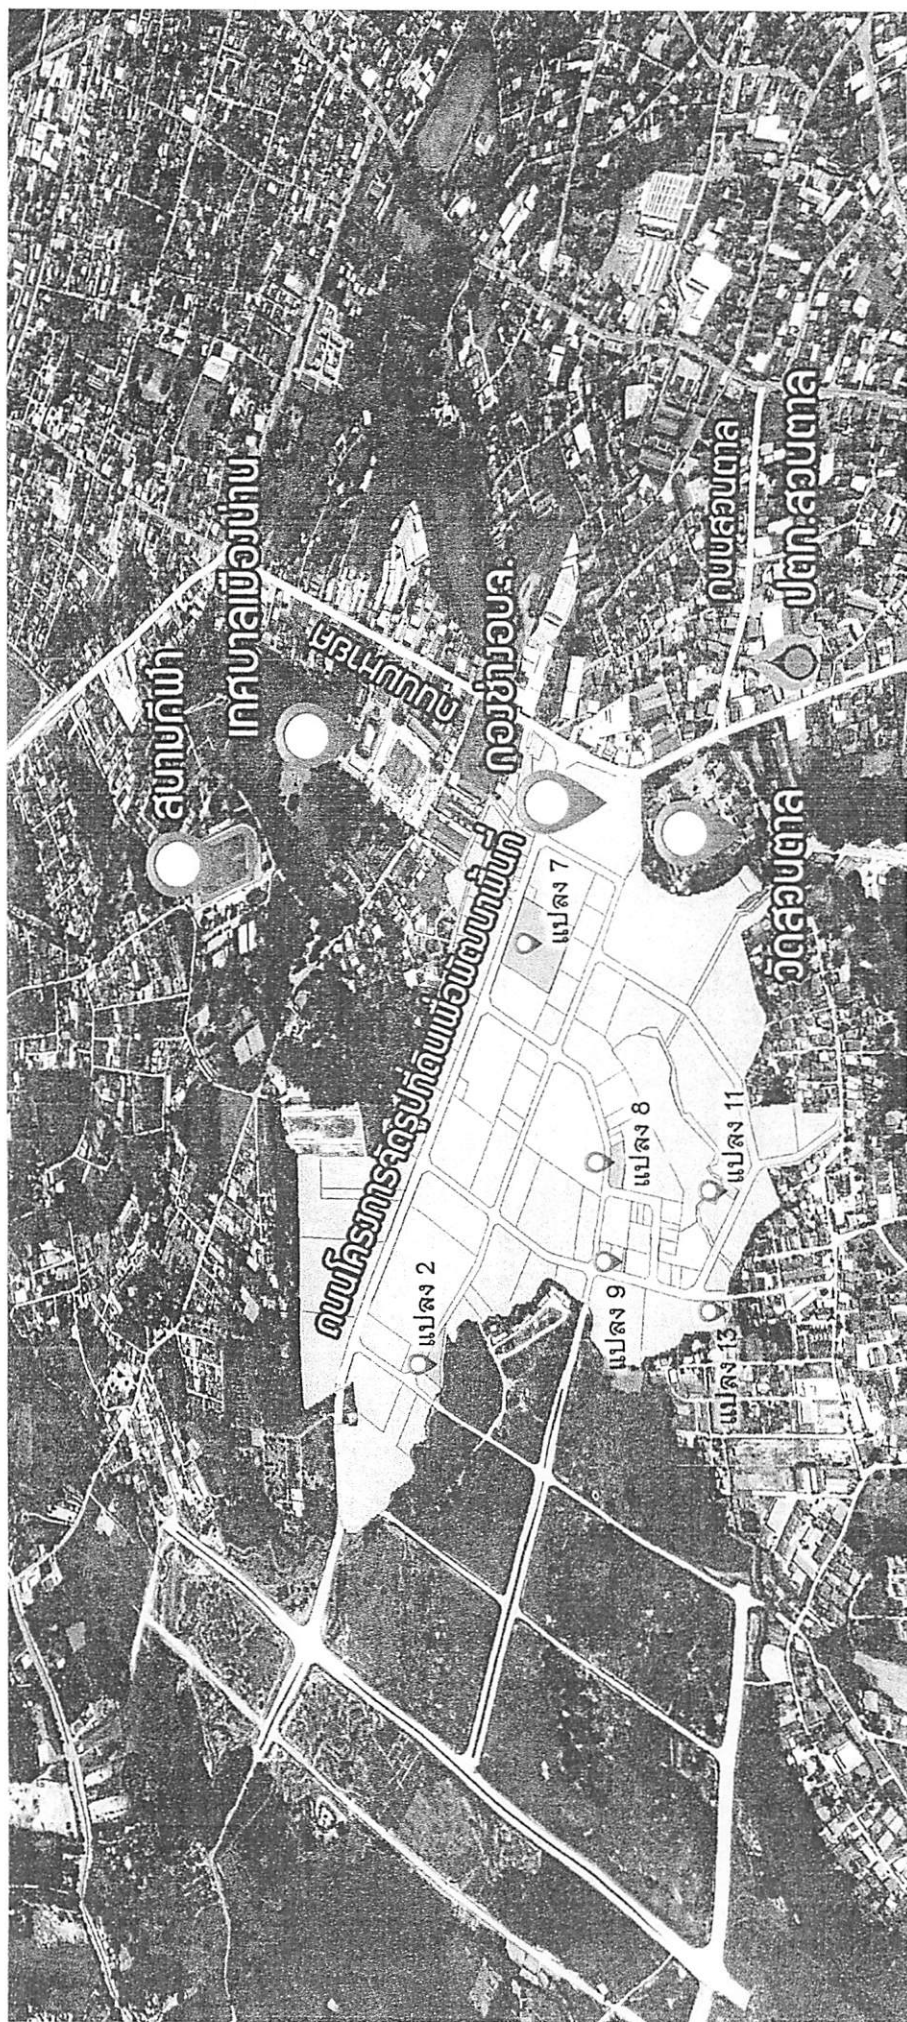 สนามกีฬา
เทศบาลเมืองน่าน
ถนนมหายศ
กองช่างอบจ.
ถนนสวนตาล
ปตท.สวนตาล
วัดสวนตาล
ถนนโครงการจัดรูปที่ดินเพื่อพัฒนาพื้นที่
แปลง 7
แปลง 8
แปลง 11
แปลง 2
แปลง 9
แปลง 13